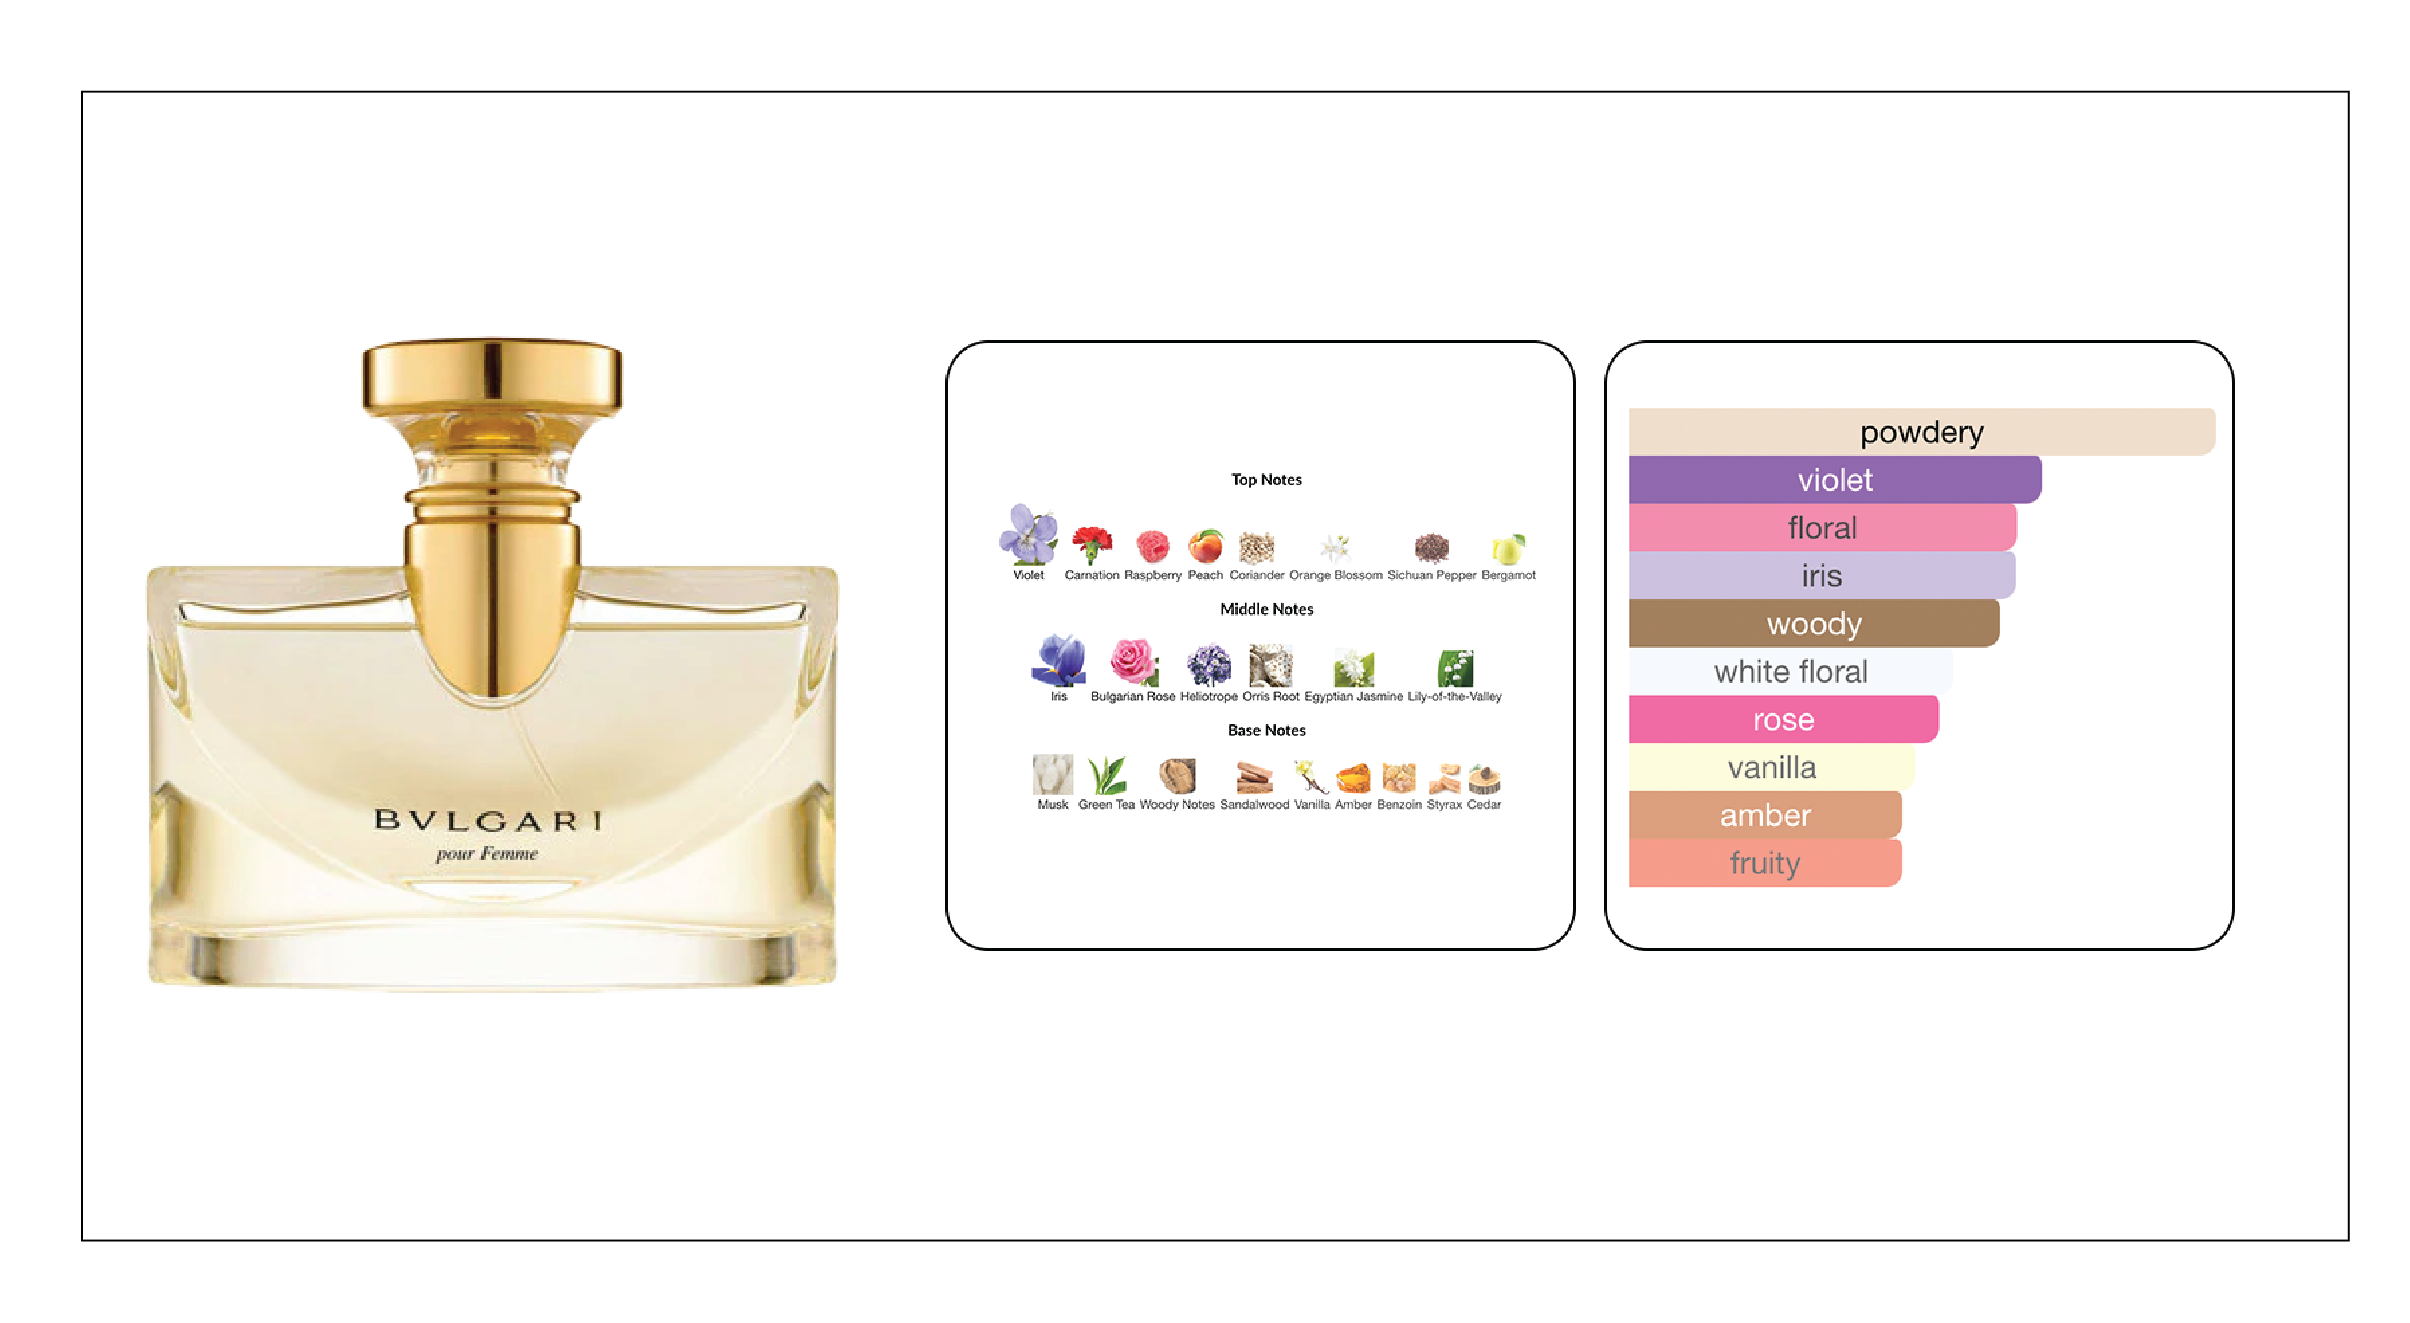 BVLGARI
pour Femme
Top Notes
Violet Carnation Raspberry Peach Coriander Orange Blossom Sichuan Pepper Bergamot
Middle Notes
Iris Bulgarian Rose Heliotrope Orris Root Egyptian Jasmine Lily-of-the-Valley
Base Notes
Musk Green Tea Woody Notes Sandalwood Vanilla Amber Benzoin Styrax Cedar
powdery
violet
floral
iris
woody
white floral
rose
vanilla
amber
fruity